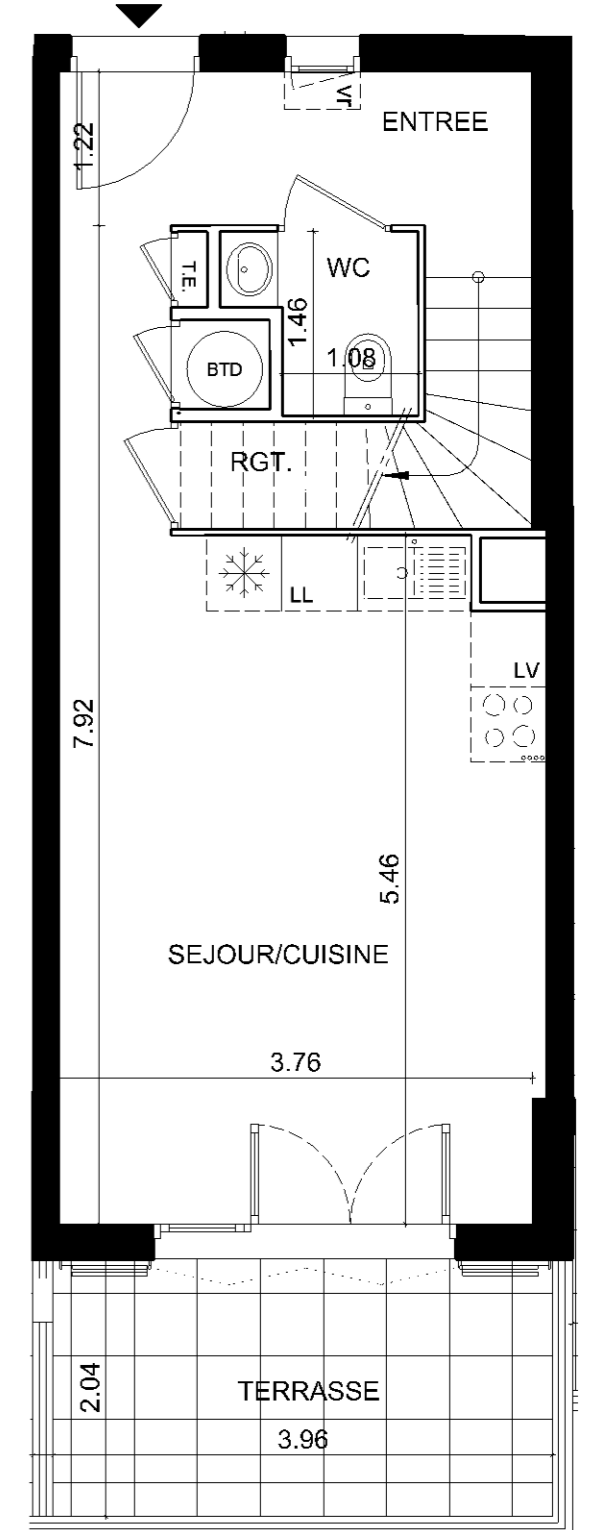 Vr
ENTREE
1.22
T.E.
WC
1.46
1.08
BTD
RGT.
LL
LV
7.92
5.46
SEJOUR/CUISINE
3.76
2.04
TERRASSE
3.96